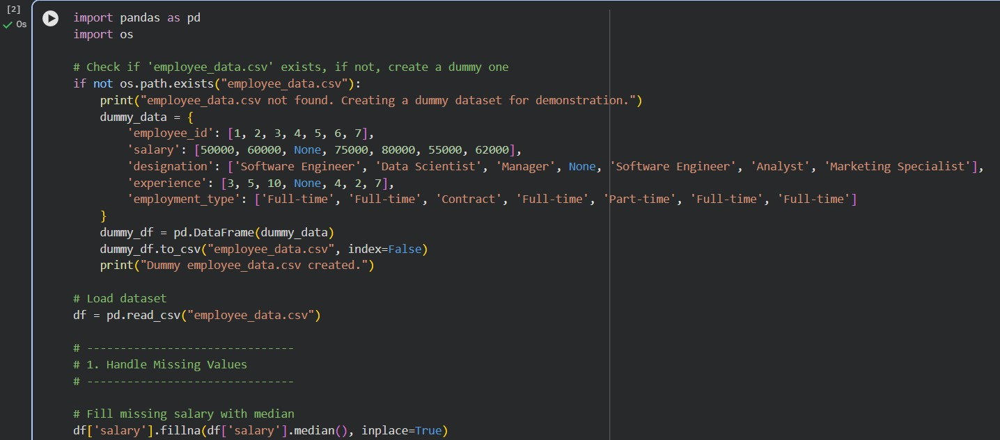 [2]
0s
import pandas as pd
import os
# Check if 'employee_data.csv' exists, if not, create a dummy one
if not os.path.exists("employee_data.csv"):
    print("employee_data.csv not found. Creating a dummy dataset for demonstration.")
    dummy_data = {
        'employee_id': [1, 2, 3, 4, 5, 6, 7],
        'salary': [50000, 60000, None, 75000, 80000, 55000, 62000],
        'designation': ['Software Engineer', 'Data Scientist', 'Manager', None, 'Software Engineer', 'Analyst', 'Marketing Specialist'],
        'experience': [3, 5, 10, None, 4, 2, 7],
        'employment_type': ['Full-time', 'Full-time', 'Contract', 'Full-time', 'Part-time', 'Full-time', 'Full-time']
    }
    dummy_df = pd.DataFrame(dummy_data)
    dummy_df.to_csv("employee_data.csv", index=False)
    print("Dummy employee_data.csv created.")
# Load dataset
df = pd.read_csv("employee_data.csv")
# -------------------------------
# 1. Handle Missing Values
# -------------------------------
# Fill missing salary with median
df['salary'].fillna(df['salary'].median(), inplace=True)